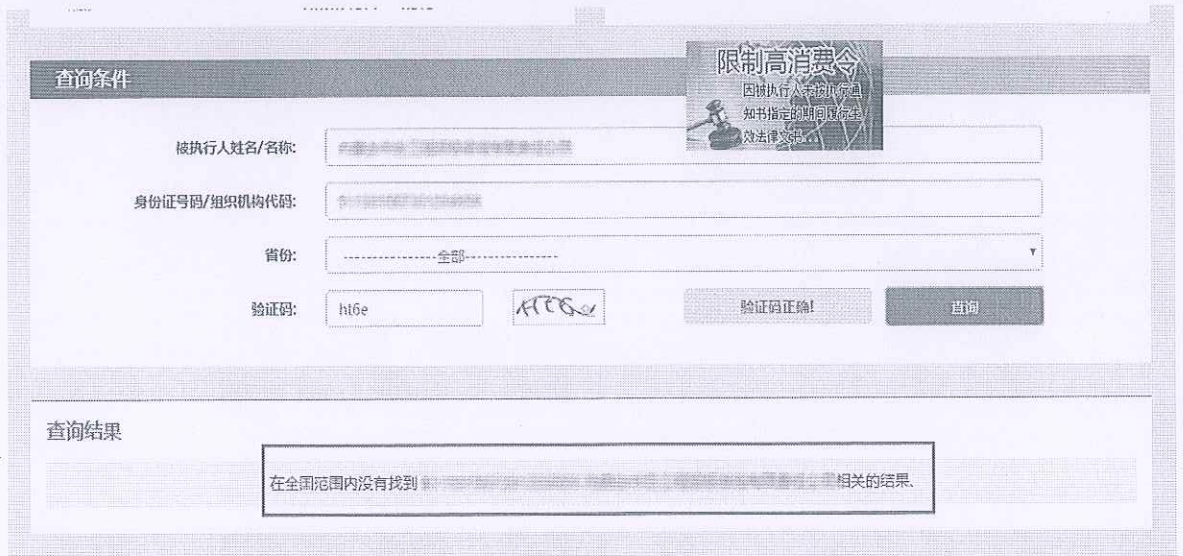 查询条件
限制高消费令
因被执行人未按执行通
知书指定的期间履行生
效法律文书...
被执行人姓名/名称:
身份证号码/组织机构代码:
省份: ----------------全部----------------
验证码: ht6e 验证码正确! 查询
查询结果
在全国范围内没有找到 相关的结果、